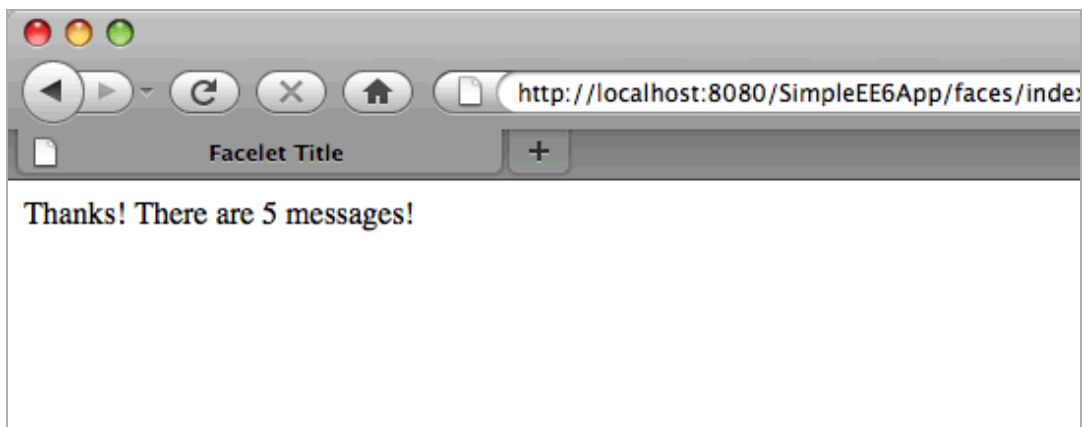 http://localhost:8080/SimpleEE6App/faces/index
Facelet Title
Thanks! There are 5 messages!